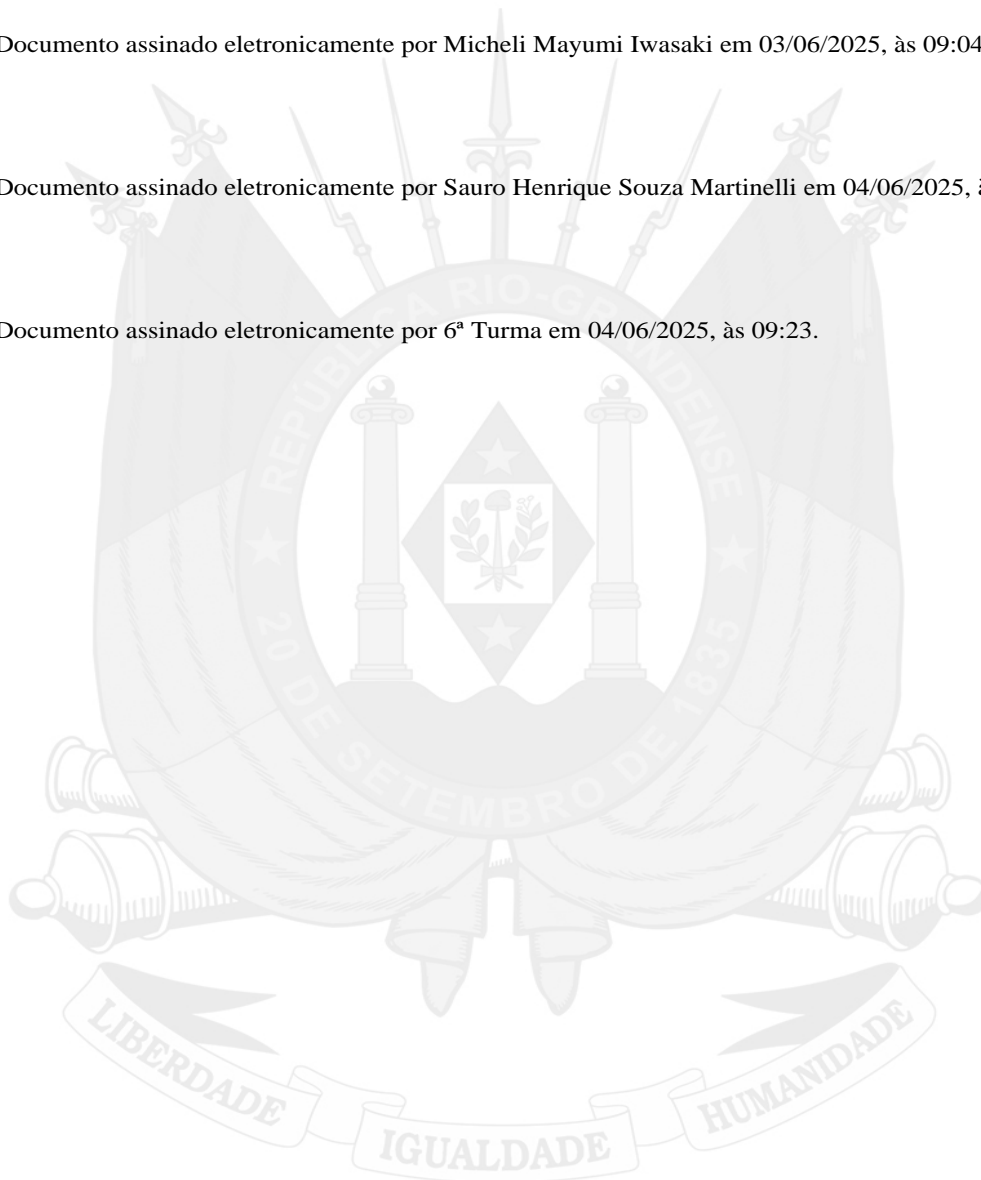 Documento assinado eletronicamente por Micheli Mayumi Iwasaki em 03/06/2025, às 09:04
Documento assinado eletronicamente por Sauro Henrique Souza Martinelli em 04/06/2025, à
Documento assinado eletronicamente por 6ª Turma em 04/06/2025, às 09:23.
REPÚBLICA RIO-GRANDENSE
20 DE SETEMBRO DE 1835
LIBERDADE
IGUALDADE
HUMANIDADE